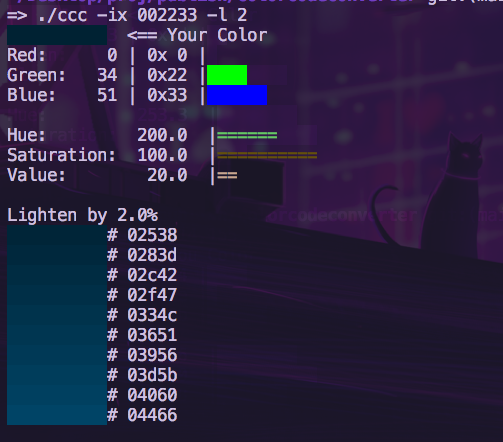 => ./ccc -ix 002233 -l 2
<== Your Color
Red: 0 | 0x 0 |
Green: 34 | 0x22 |
Blue: 51 | 0x33 |
Hue: 200.0 |======
Saturation: 100.0 |==========
Value: 20.0 |==
Lighten by 2.0%
# 02538
# 0283d
# 02c42
# 02f47
# 0334c
# 03651
# 03956
# 03d5b
# 04060
# 04466